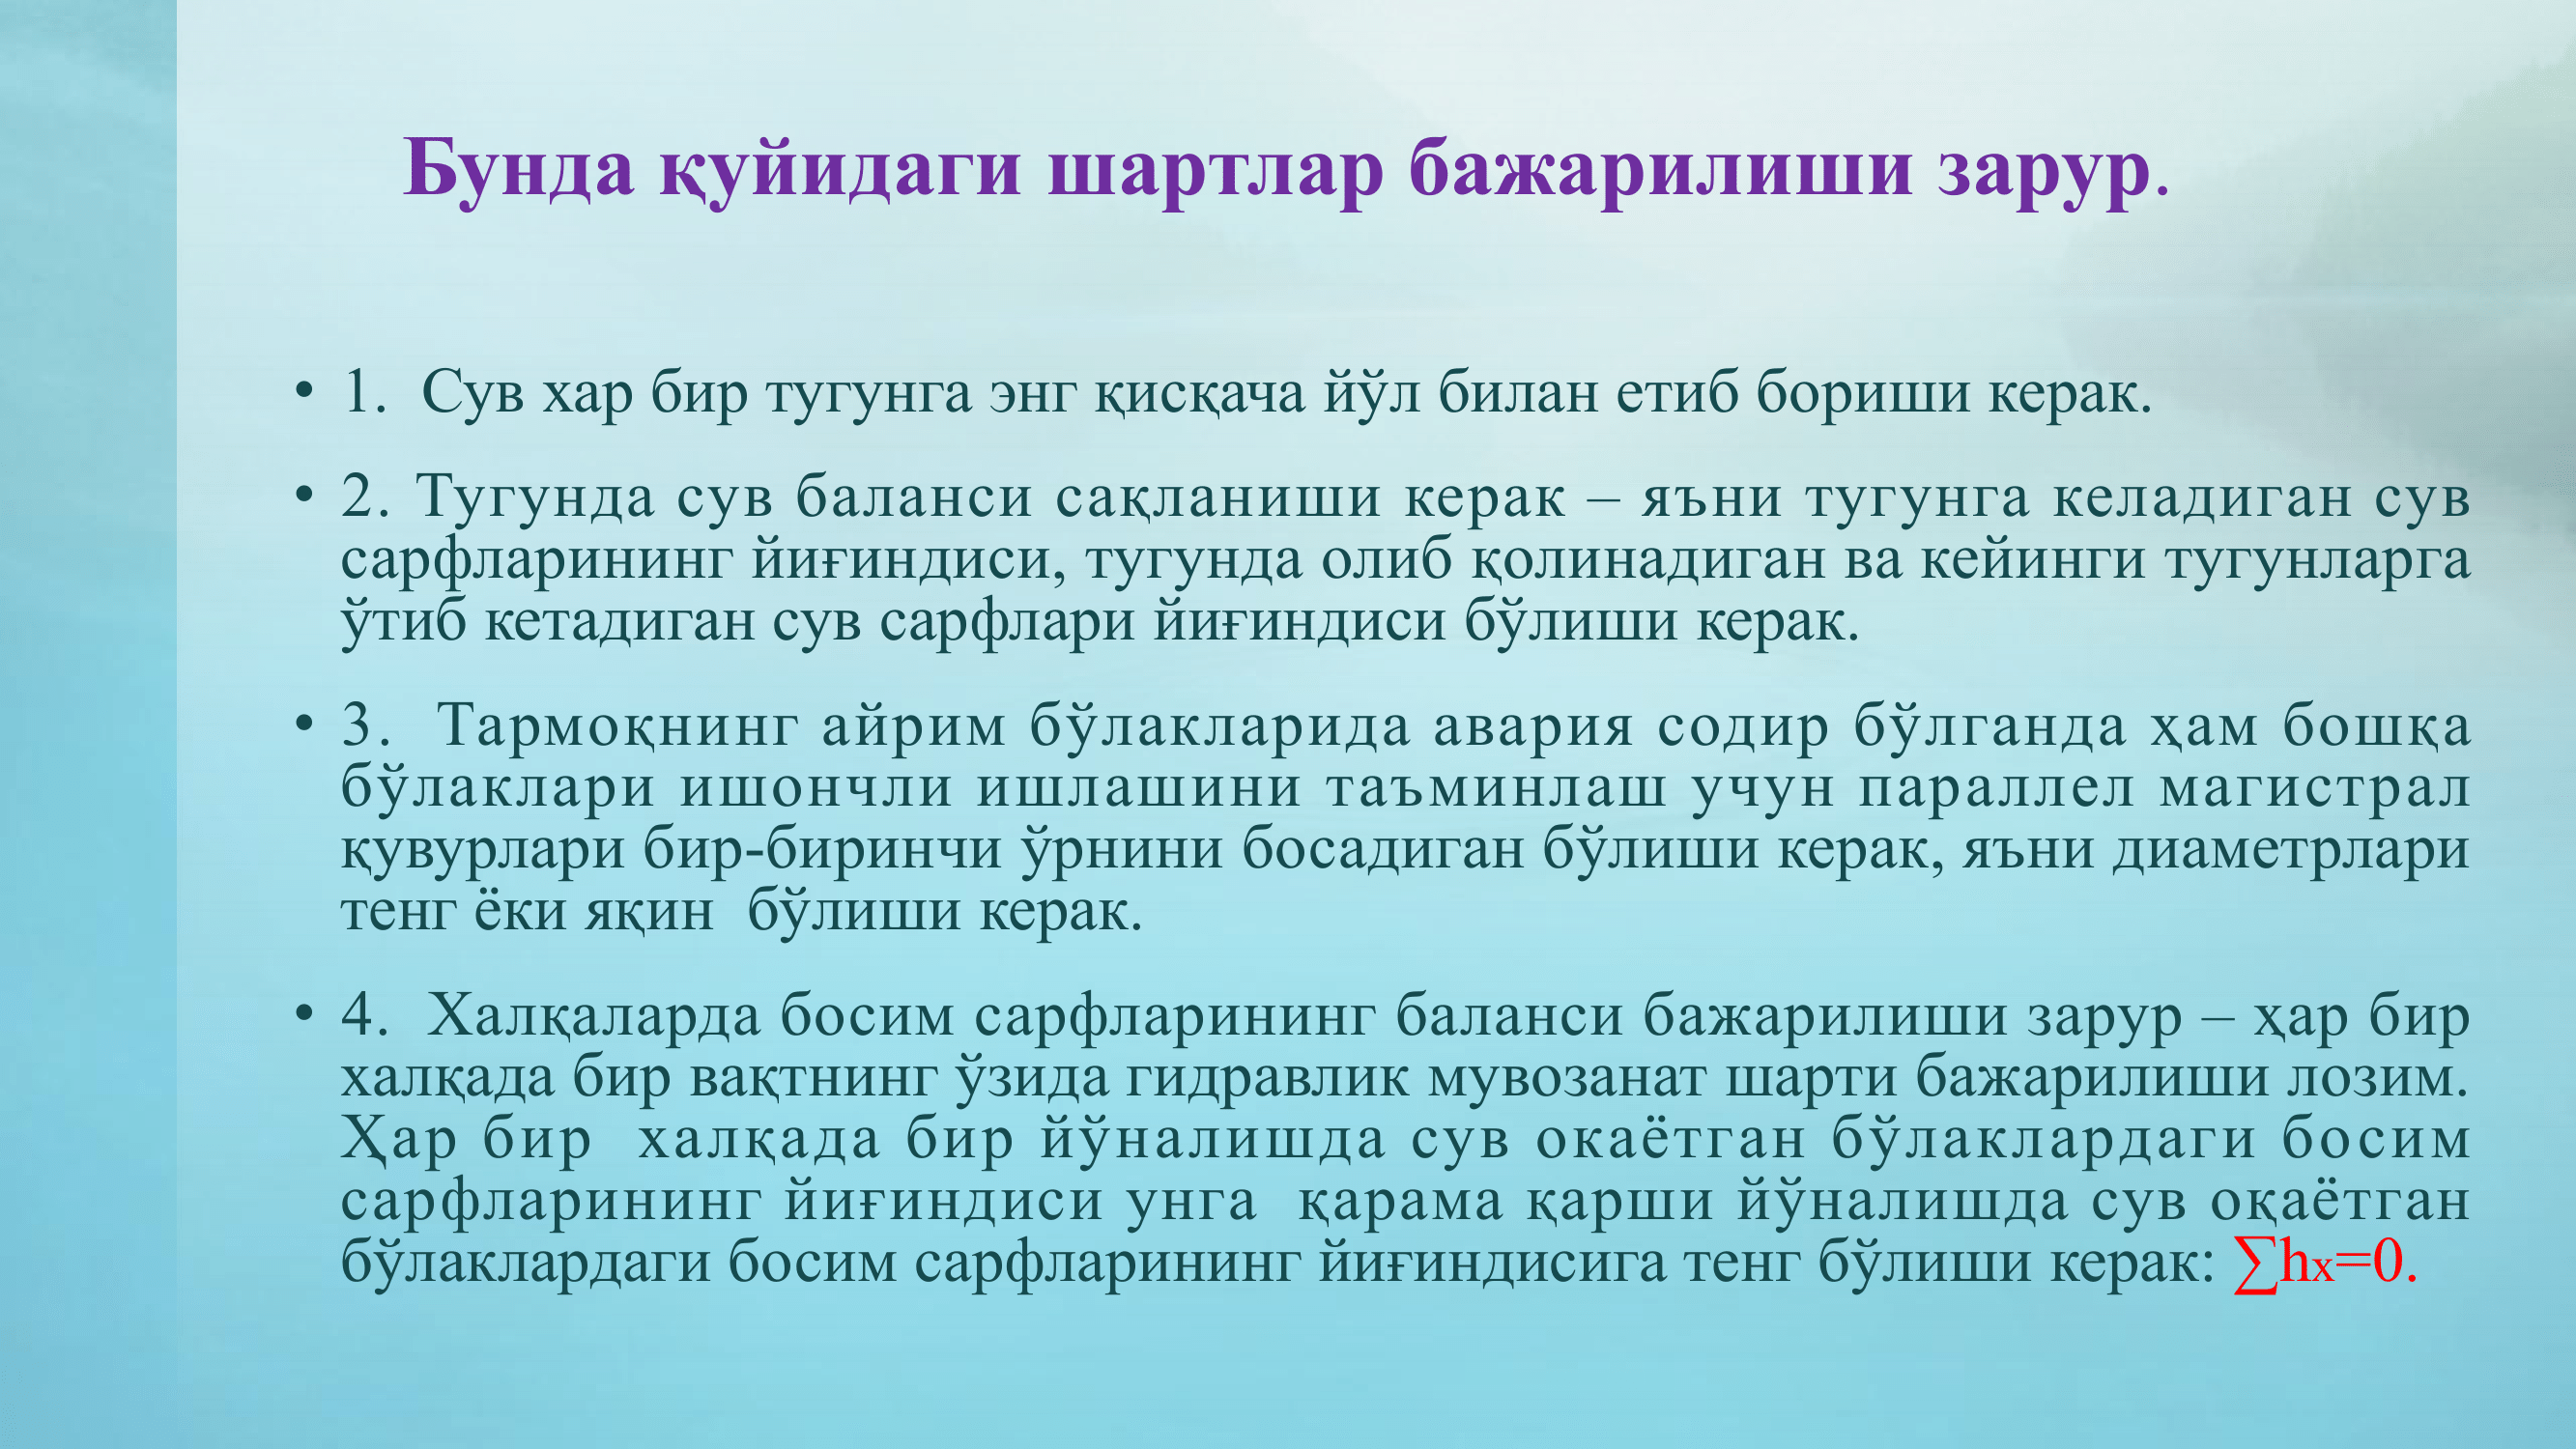 Бунда қуйидаги шартлар бажарилиши зарур.
• 1.  Сув хар бир тугунга энг қисқача йўл билан етиб бориши керак.
• 2. Тугунда сув баланси сақланиши керак – яъни тугунга келадиган сув
сарфларининг йиғиндиси, тугунда олиб қолинадиган ва кейинги тугунларга
ўтиб кетадиган сув сарфлари йиғиндиси бўлиши керак.
• 3.  Тармоқнинг айрим бўлакларида авария содир бўлганда ҳам бошқа
бўлаклари ишончли ишлашини таъминлаш учун параллел магистрал
қувурлари бир-биринчи ўрнини босадиган бўлиши керак, яъни диаметрлари
тенг ёки яқин  бўлиши керак.
• 4.  Халқаларда босим сарфларининг баланси бажарилиши зарур – ҳар бир
халқада бир вақтнинг ўзида гидравлик мувозанат шарти бажарилиши лозим.
Ҳар бир  халқада бир йўналишда сув окаётган бўлаклардаги босим
сарфларининг йиғиндиси унга  қарама қарши йўналишда сув оқаётган
бўлаклардаги босим сарфларининг йиғиндисига тенг бўлиши керак: ∑hx=0.